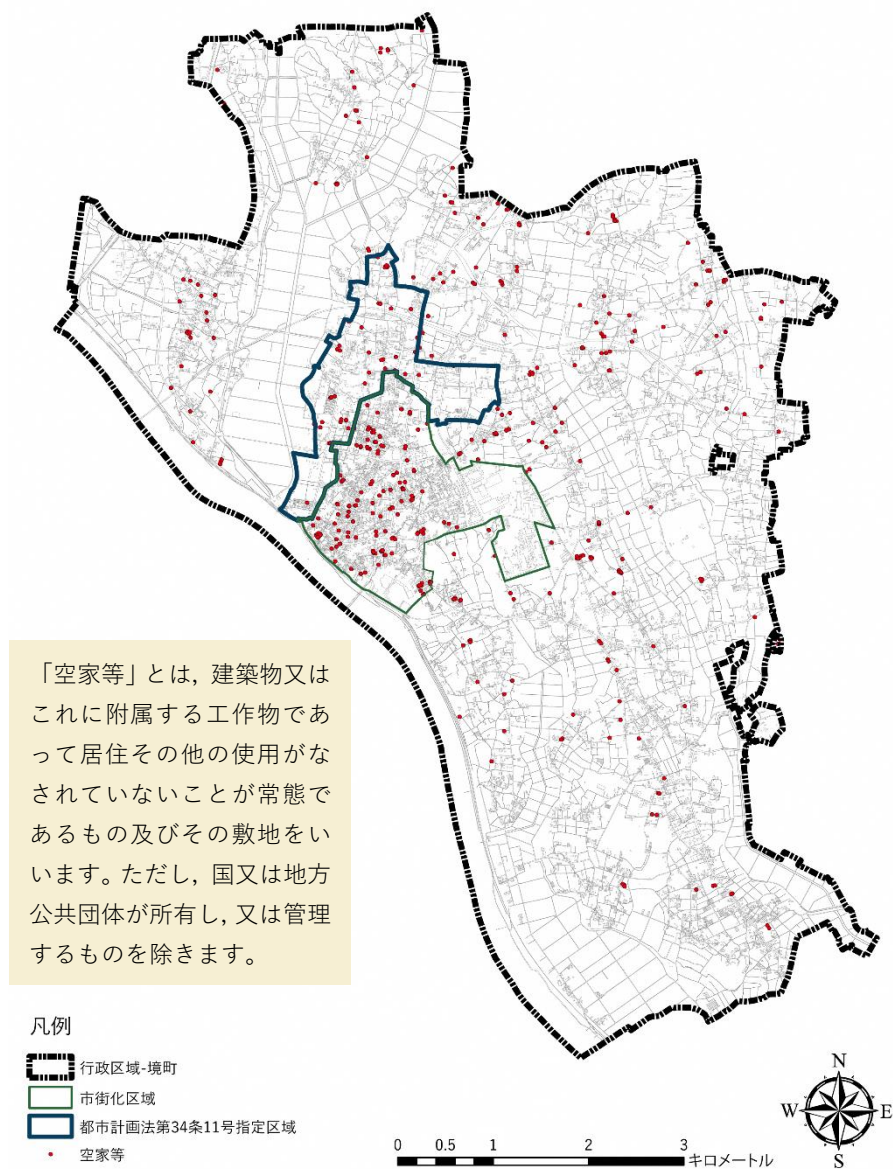 「空家等」とは，建築物又は
これに附属する工作物であ
って居住その他の使用がな
されていないことが常態で
あるもの及びその敷地をい
います。ただし，国又は地方
公共団体が所有し，又は管理
するものを除きます。
凡例
行政区域-境町
市街化区域
都市計画法第34条11号指定区域
空家等
0 0.5 1 2 3
キロメートル
N
W E
S